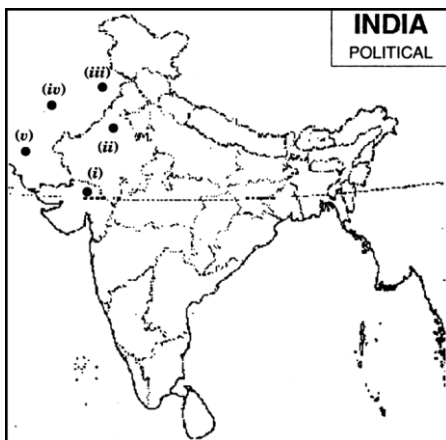 INDIA
POLITICAL
(iii)
(iv)
(v)
(ii)
(i)